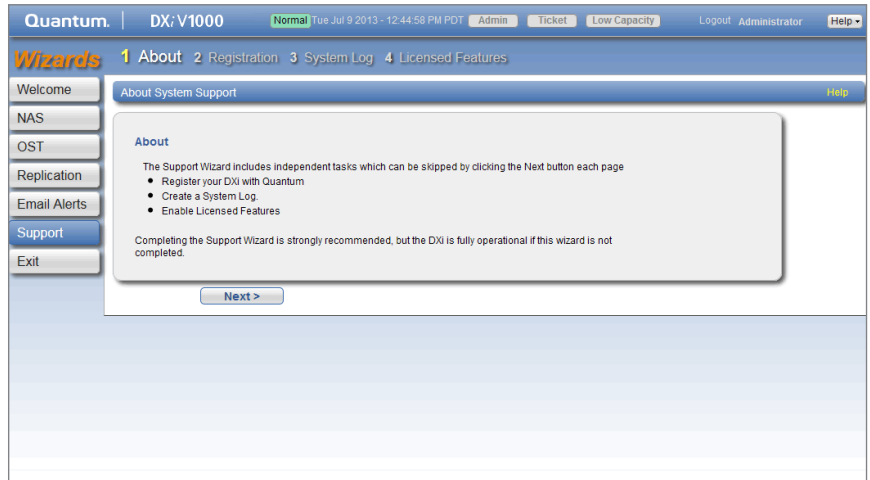 Quantum. DXi V1000 Normal Tue Jul 9 2013 - 12:44:58 PM PDT Admin Ticket Low Capacity Logout Administrator Help
Wizards 1 About 2 Registration 3 System Log 4 Licensed Features
Welcome
NAS
OST
Replication
Email Alerts
Support
Exit
About System Support Help
About
The Support Wizard includes independent tasks which can be skipped by clicking the Next button each page
• Register your DXi with Quantum
• Create a System Log.
• Enable Licensed Features
Completing the Support Wizard is strongly recommended, but the DXi is fully operational if this wizard is not
completed.
Next >